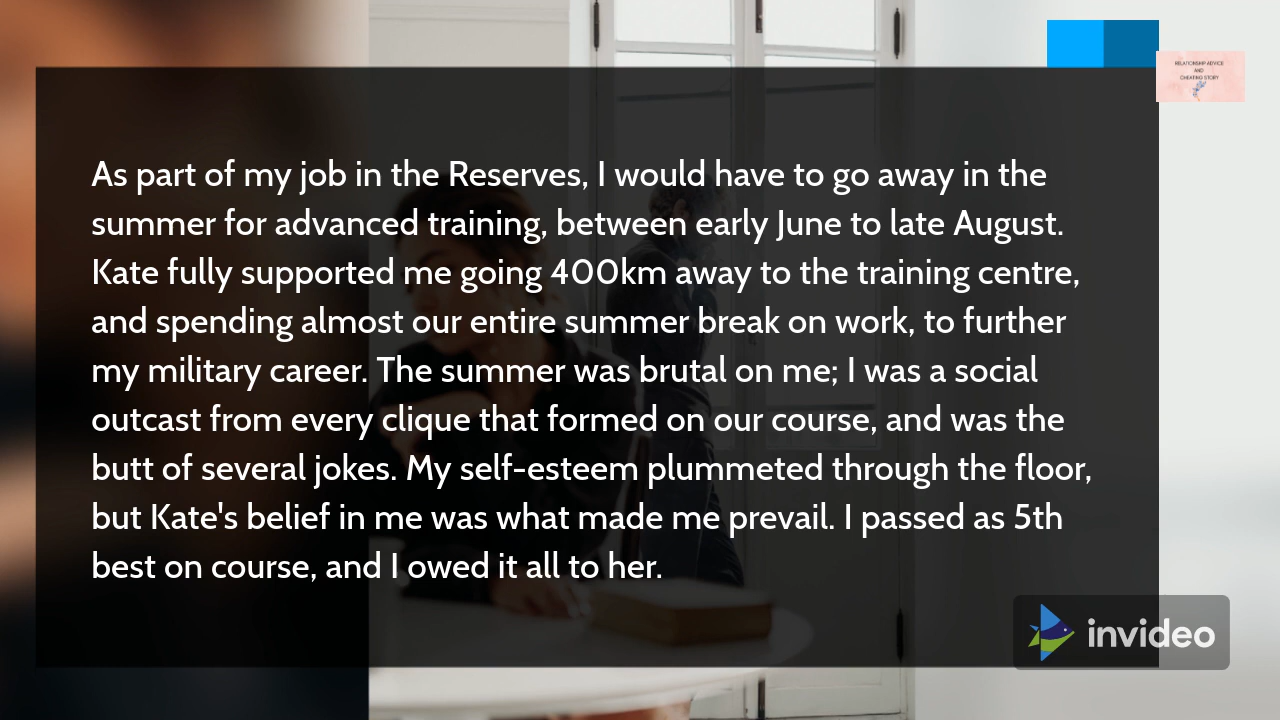 RELATIONSHIP ADVICE
AND
CHEATING STORY
As part of my job in the Reserves, I would have to go away in the
summer for advanced training, between early June to late August.
Kate fully supported me going 400km away to the training centre,
and spending almost our entire summer break on work, to further
my military career. The summer was brutal on me; I was a social
outcast from every clique that formed on our course, and was the
butt of several jokes. My self-esteem plummeted through the floor,
but Kate's belief in me was what made me prevail. I passed as 5th
best on course, and I owed it all to her.
invideo